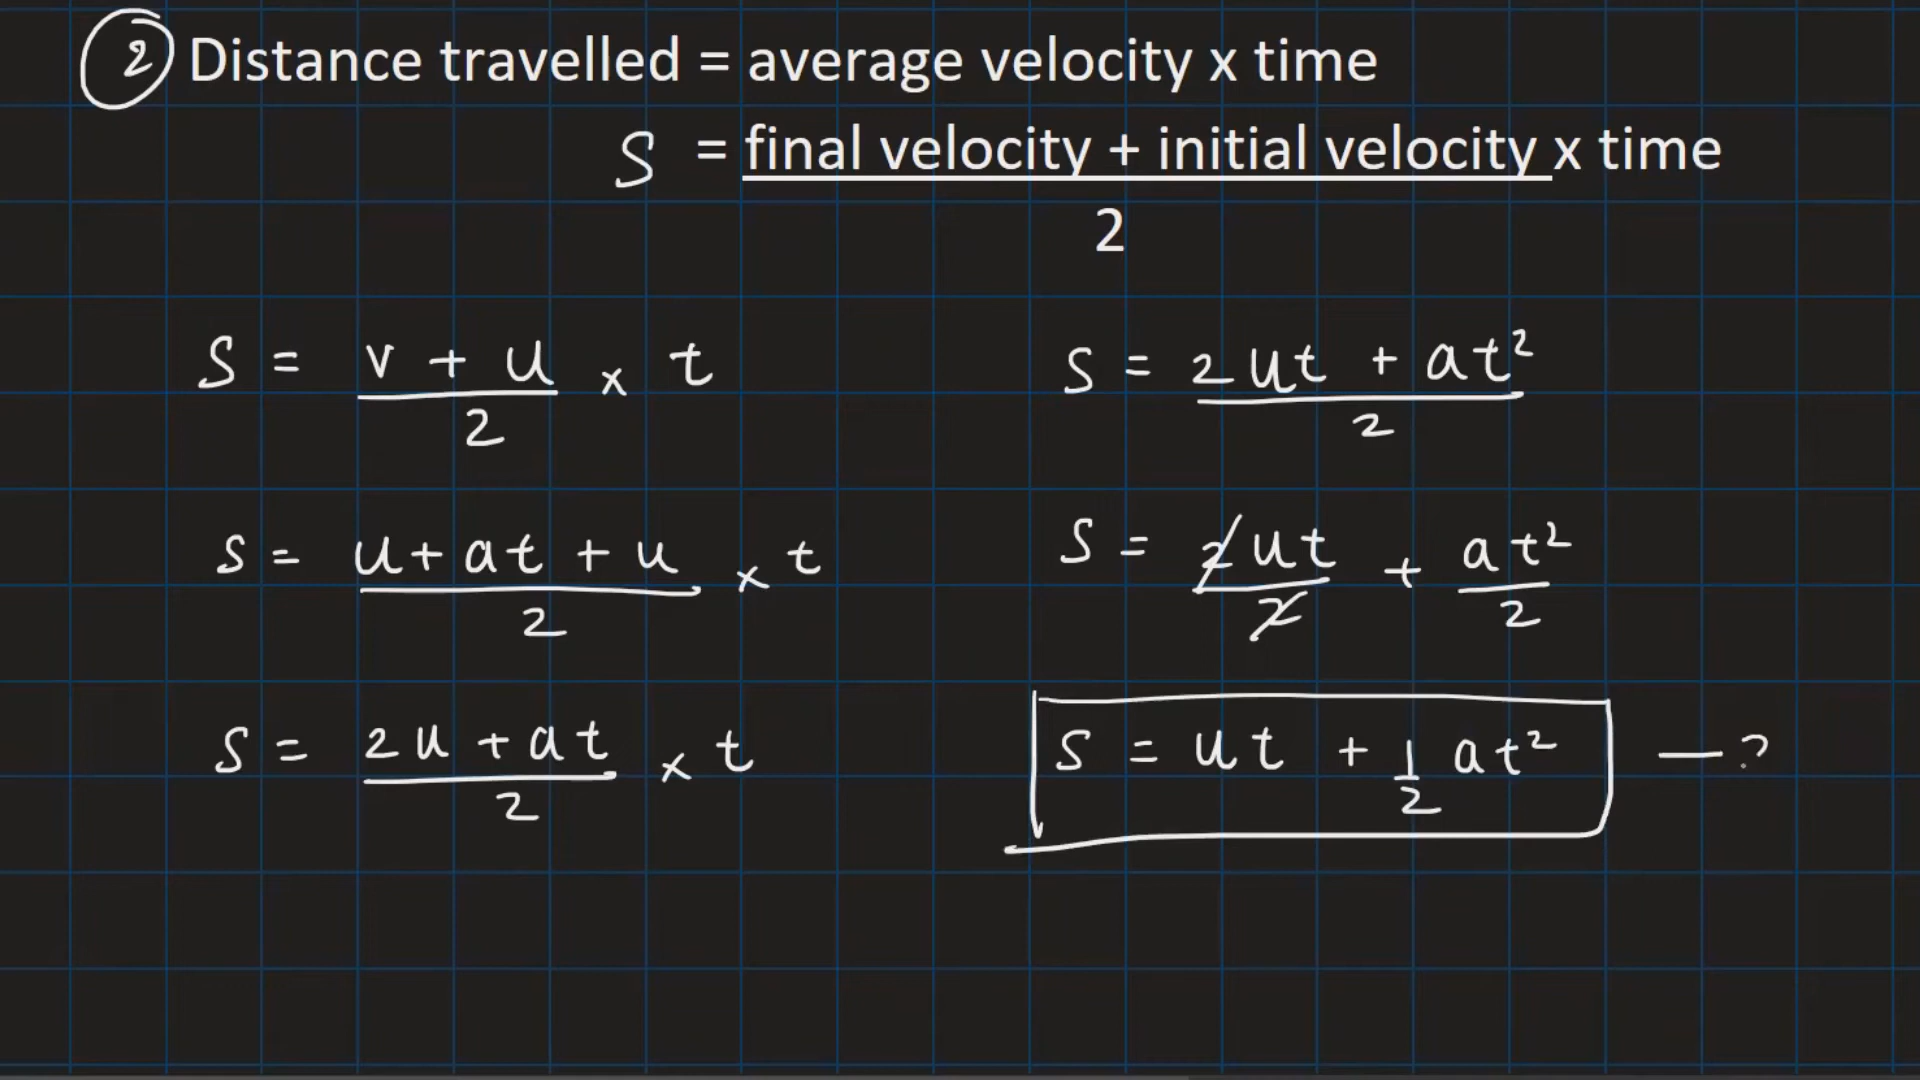 2 Distance travelled = average velocity x time
S = final velocity + initial velocity x time
2
S = v + u x t
2
S = u + at + u x t
2
S = 2u + at x t
2
S = 2ut + at²
2
S = 2ut + at²
2 2
S = ut + 1 at² — 2
2